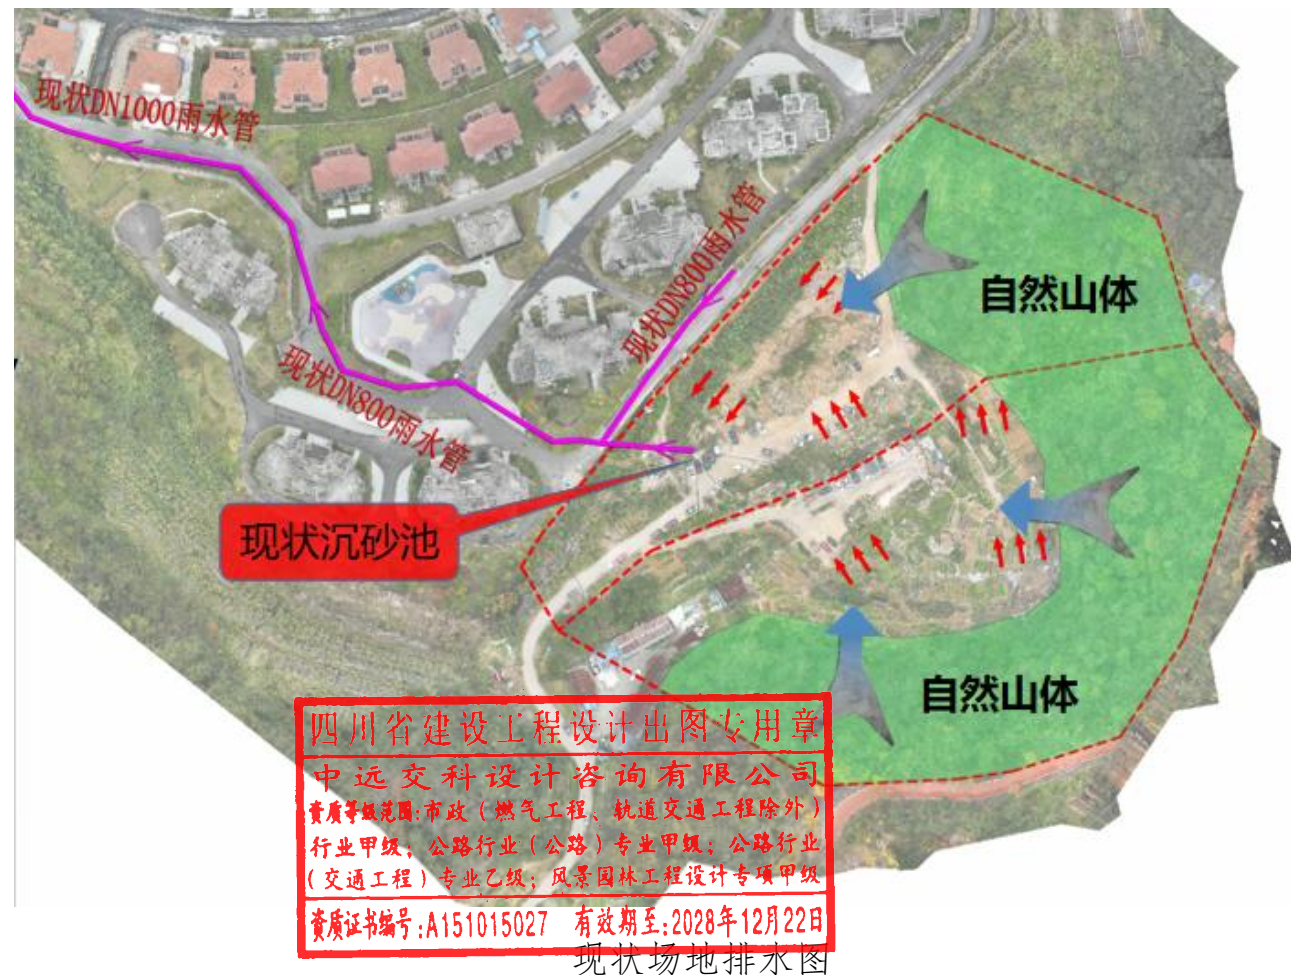 现状DN1000雨水管
现状DN800雨水管
自然山体
现状DN800雨水管
现状沉砂池
自然山体
四川省建设工程设计出图专用章
中远交科设计咨询有限公司
资质等级范围:市政（燃气工程、轨道交通工程除外）
行业甲级；公路行业（公路）专业甲级；公路行业
（交通工程）专业乙级；风景园林工程设计专项甲级
资质证书编号:A151015027 有效期至:2028年12月22日
现状场地排水图